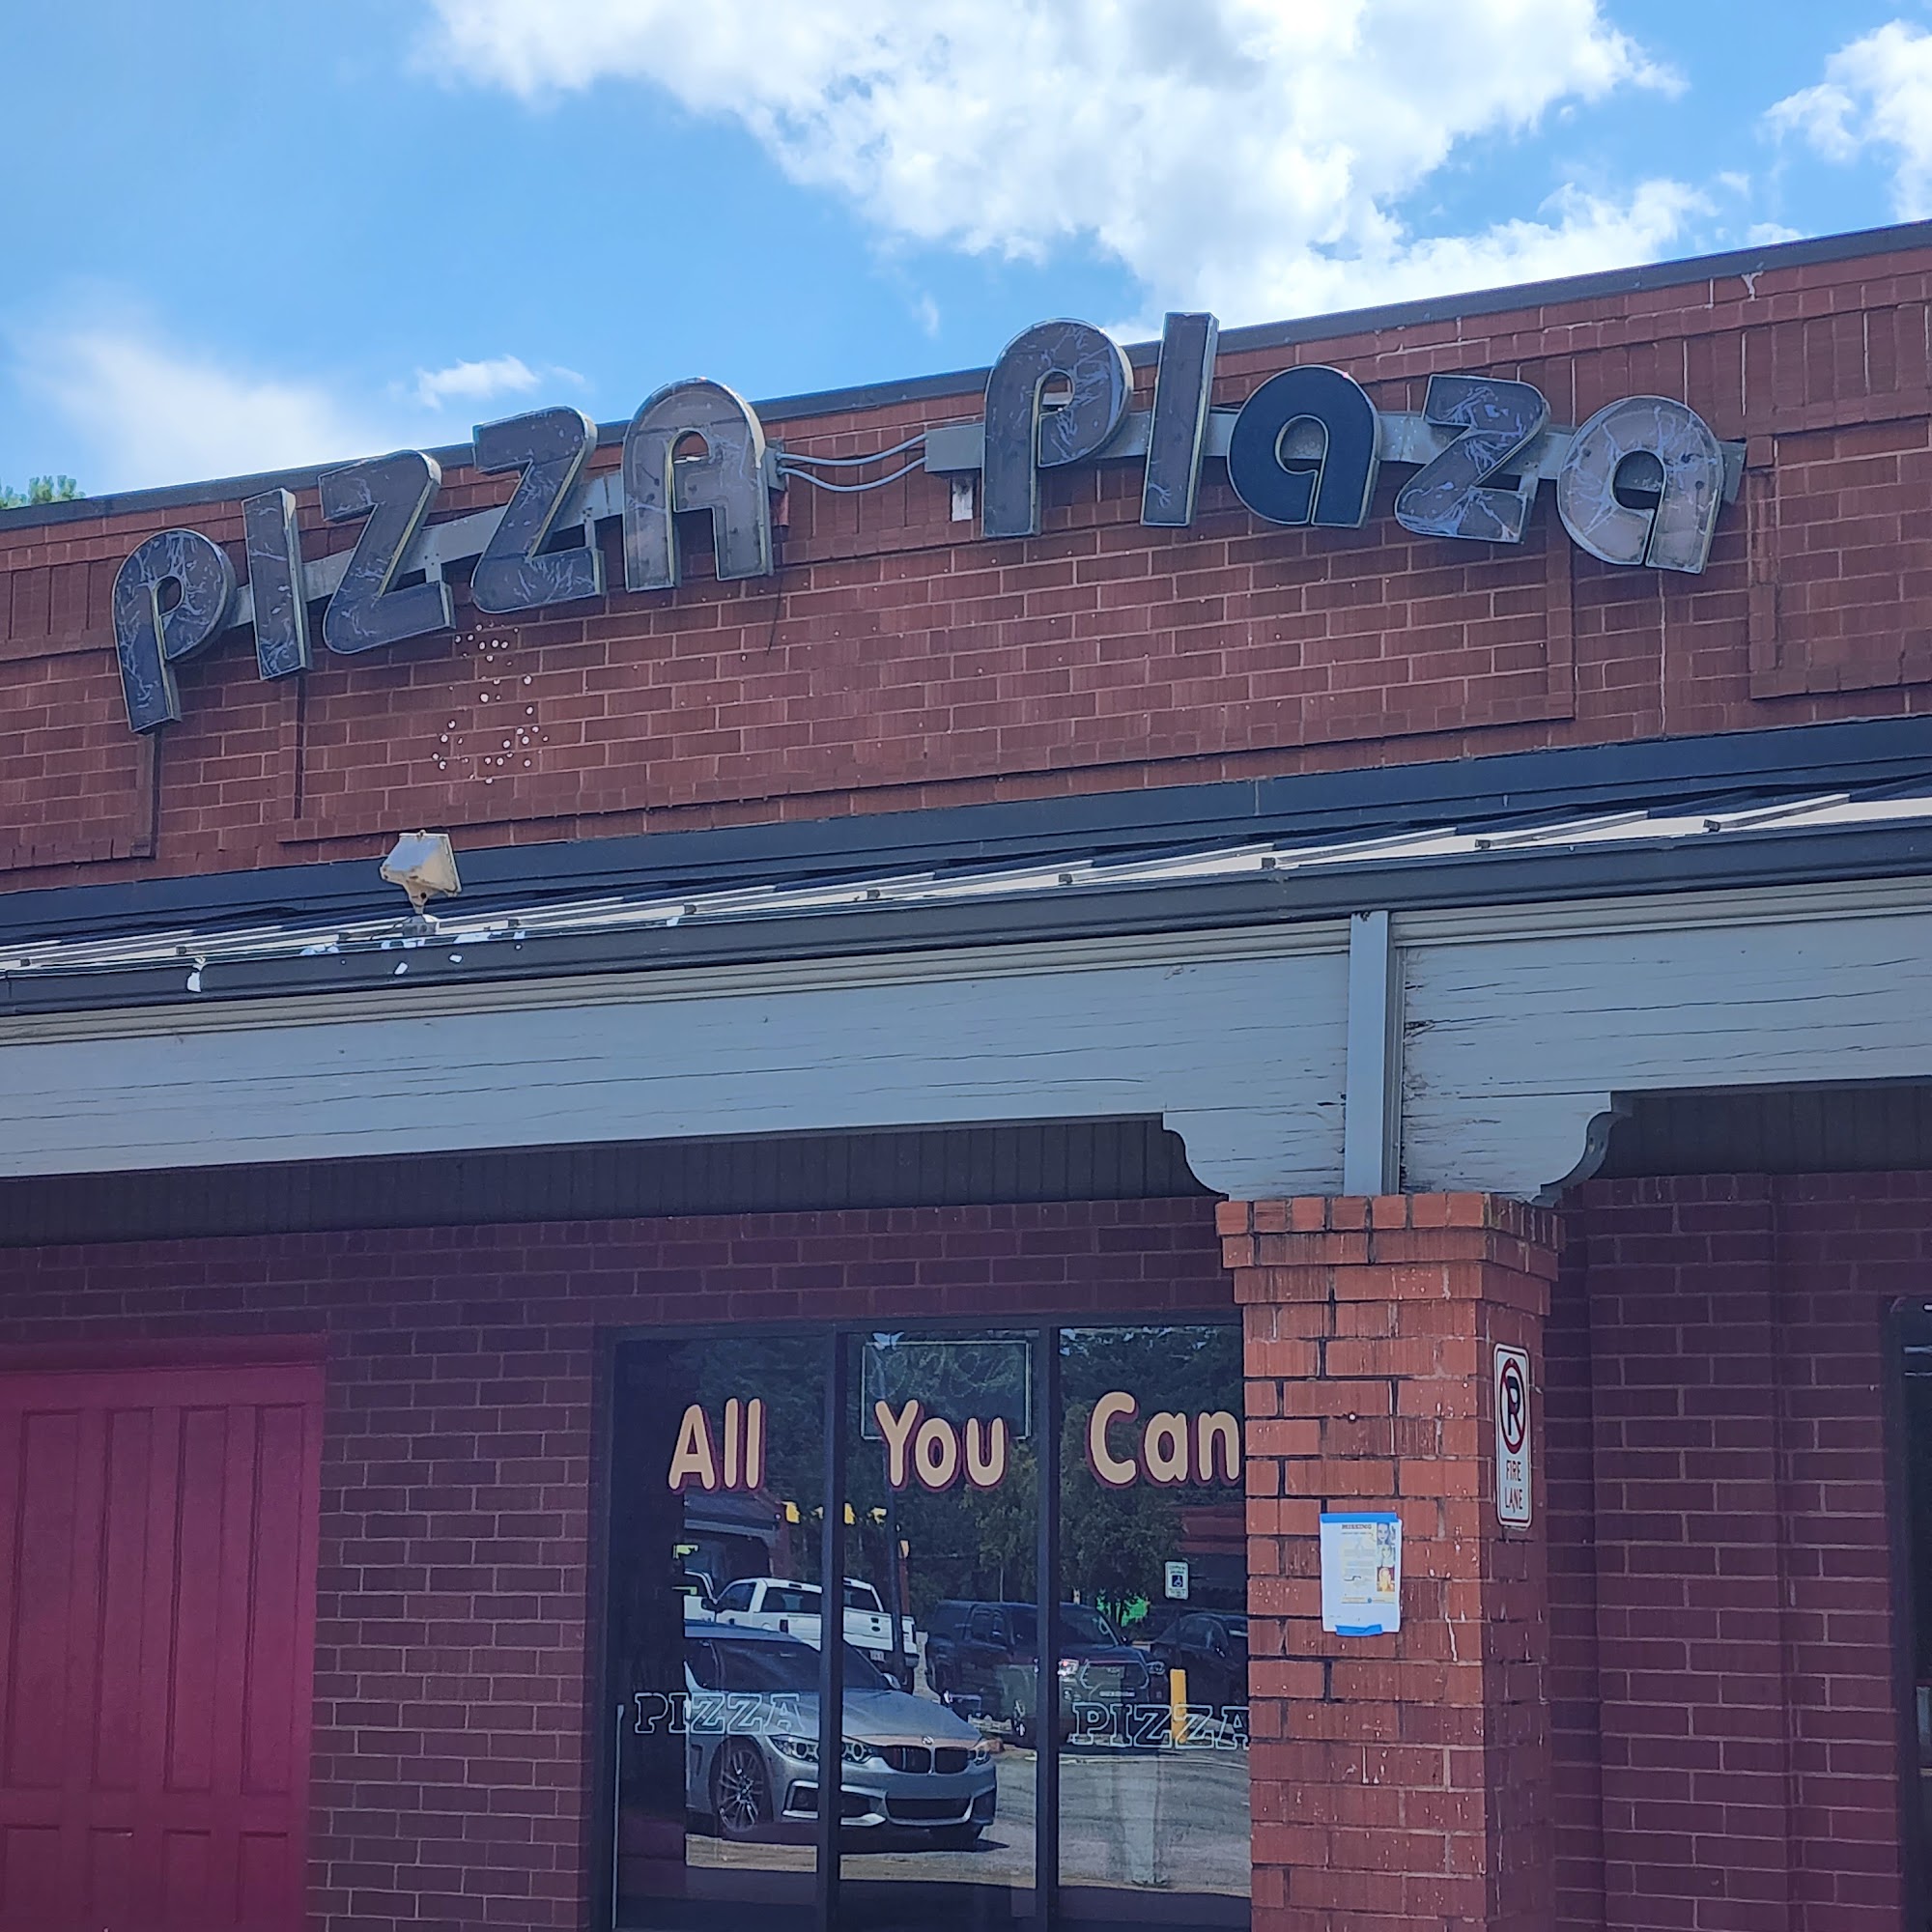 PIZZA Plaza
All You Can
PIZZA PIZZA
FIRE
LANE